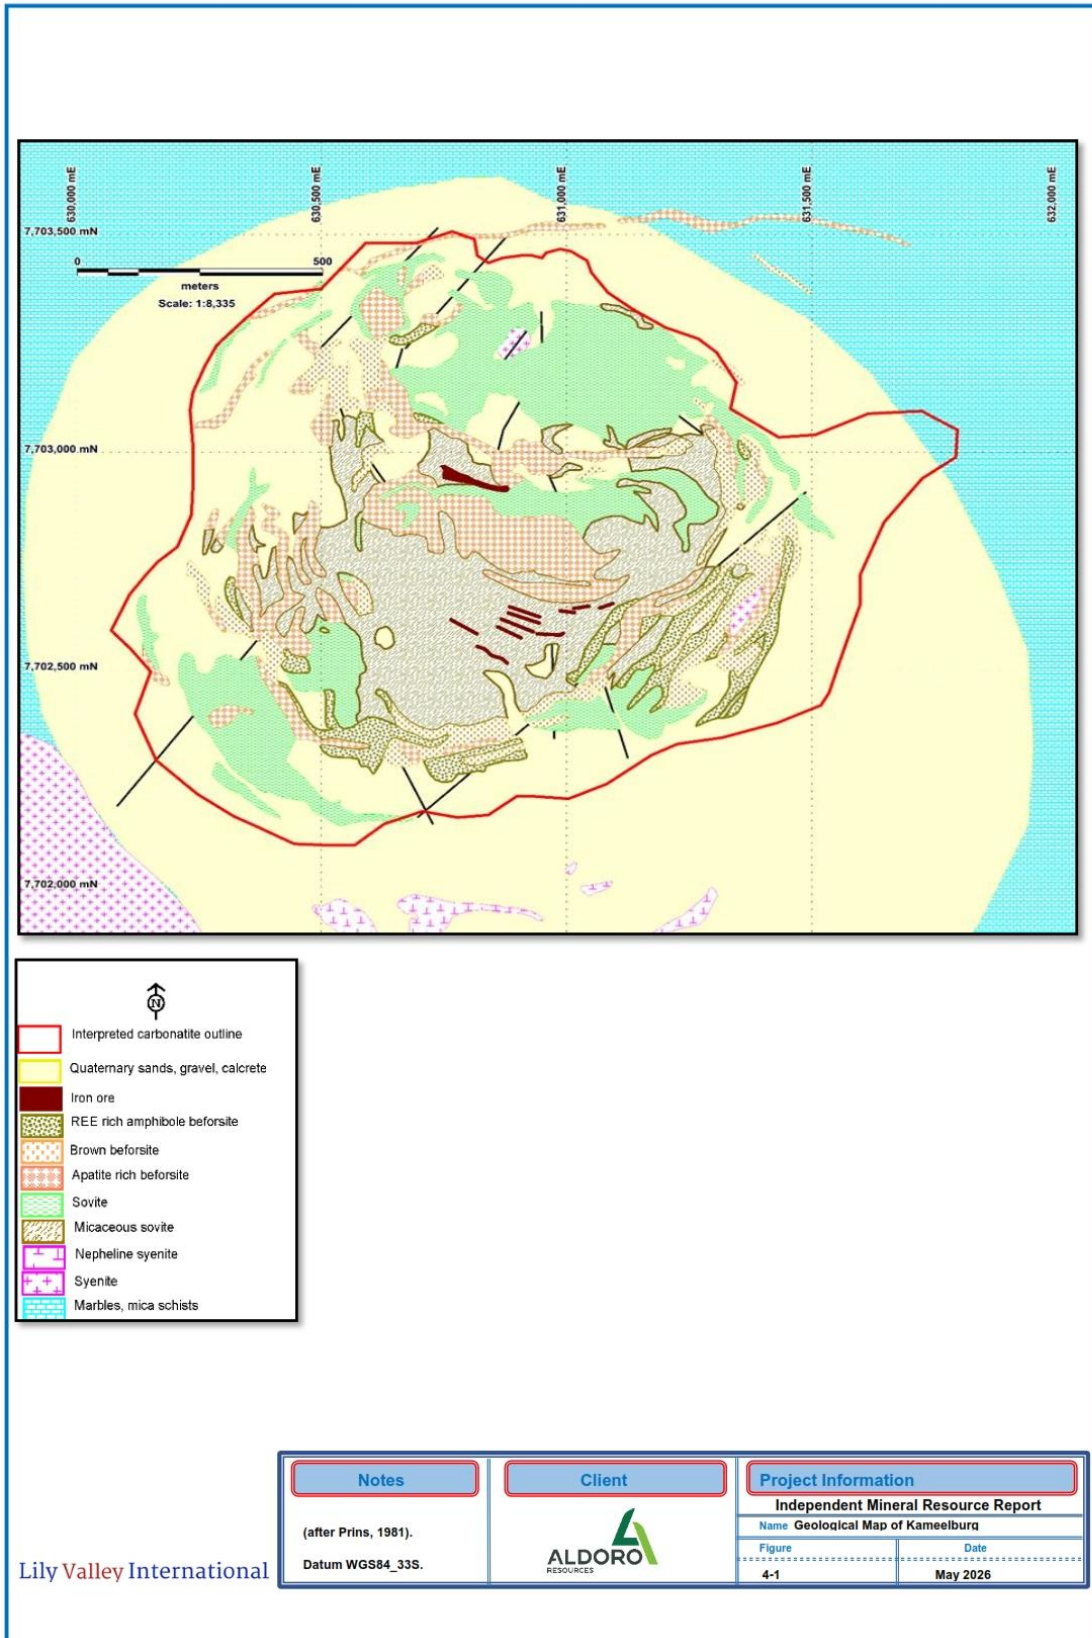 630,000 mE
630,500 mE
631,000 mE
631,500 mE
632,000 mE
7,703,500 mN
0 500
meters
Scale: 1:8,335
7,703,000 mN
7,702,500 mN
7,702,000 mN
N
Interpreted carbonatite outline
Quaternary sands, gravel, calcrete
Iron ore
REE rich amphibole beforsite
Brown beforsite
Apatite rich beforsite
Sovite
Micaceous sovite
Nepheline syenite
Syenite
Marbles, mica schists
Lily Valley International
Notes
(after Prins, 1981).
Datum WGS84_33S.
Client
ALDORO
RESOURCES
Project Information
Independent Mineral Resource Report
Name Geological Map of Kameelburg
Figure Date
4-1 May 2026